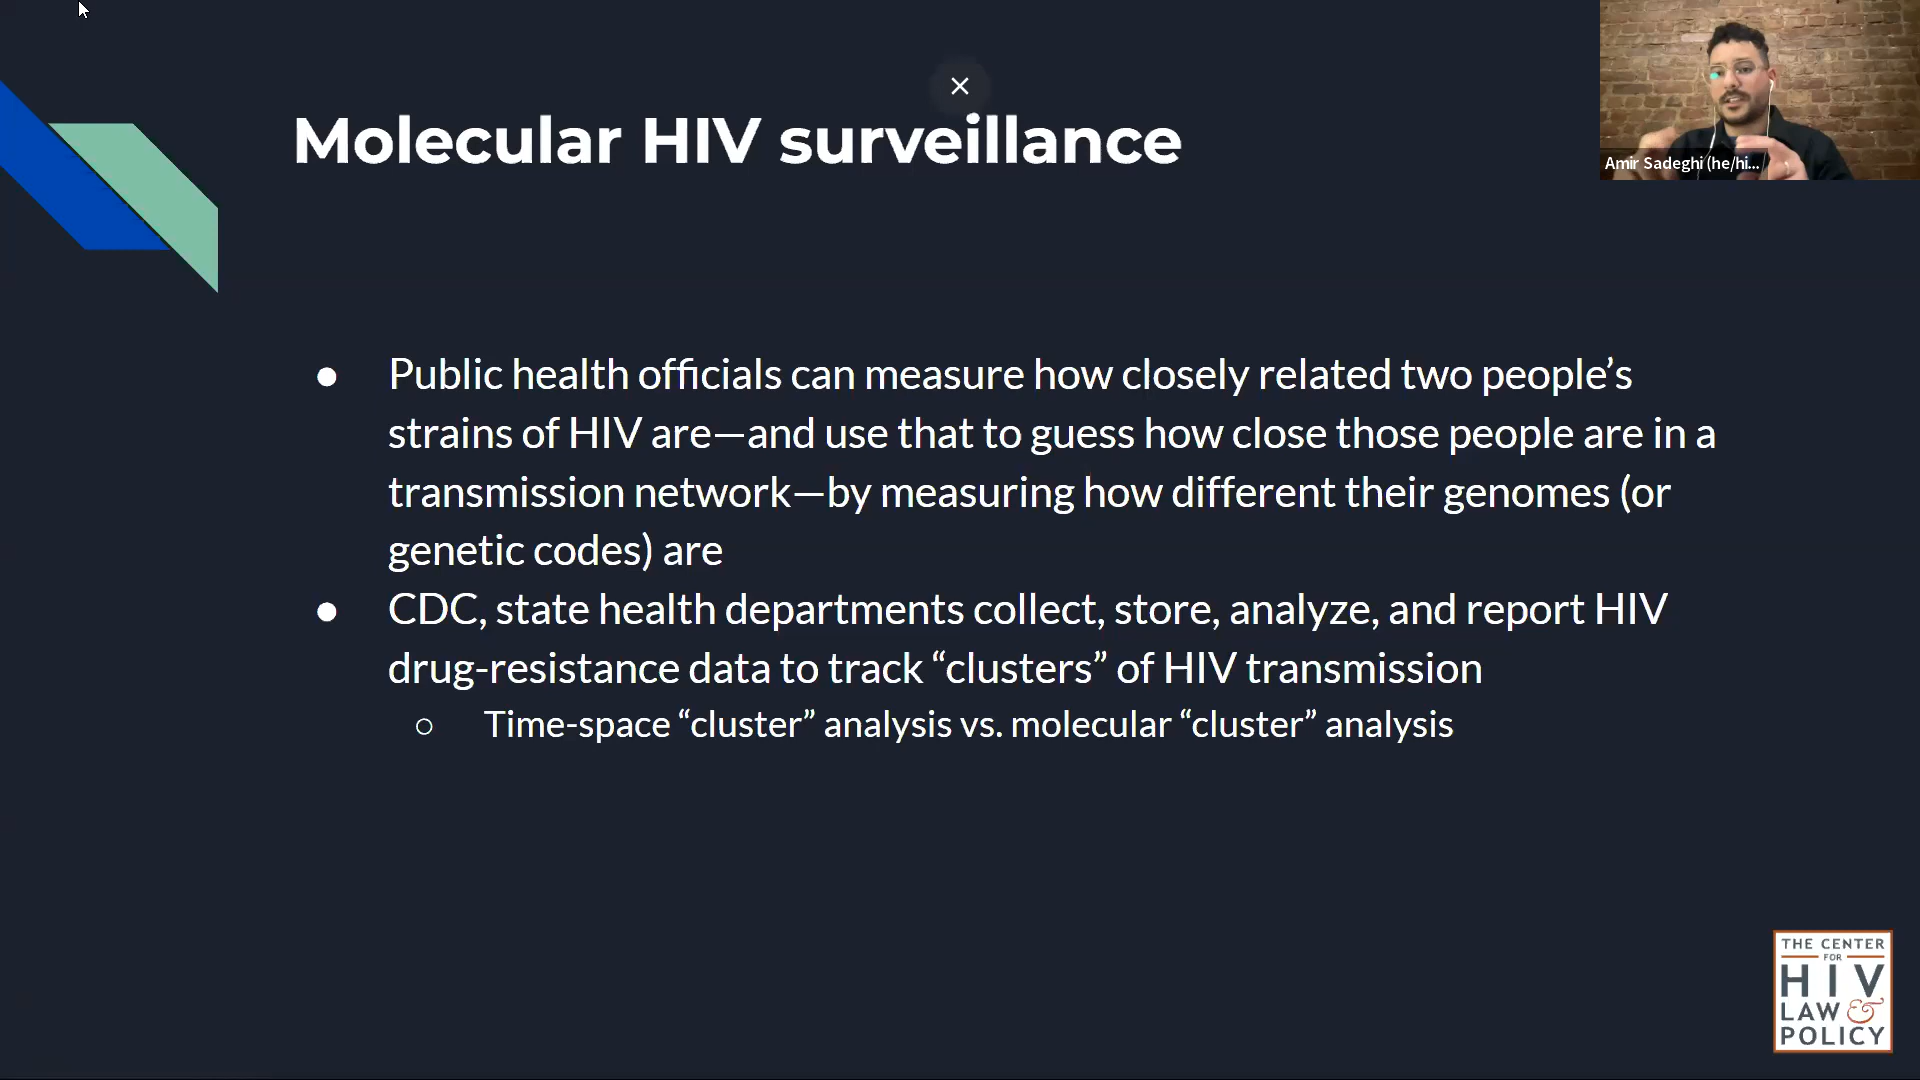 Molecular HIV surveillance
Amir Sadeghi (he/hi...
● Public health officials can measure how closely related two people’s
strains of HIV are—and use that to guess how close those people are in a
transmission network—by measuring how different their genomes (or
genetic codes) are
● CDC, state health departments collect, store, analyze, and report HIV
drug-resistance data to track “clusters” of HIV transmission
○ Time-space “cluster” analysis vs. molecular “cluster” analysis
THE CENTER
FOR
HIV
LAW &
POLICY